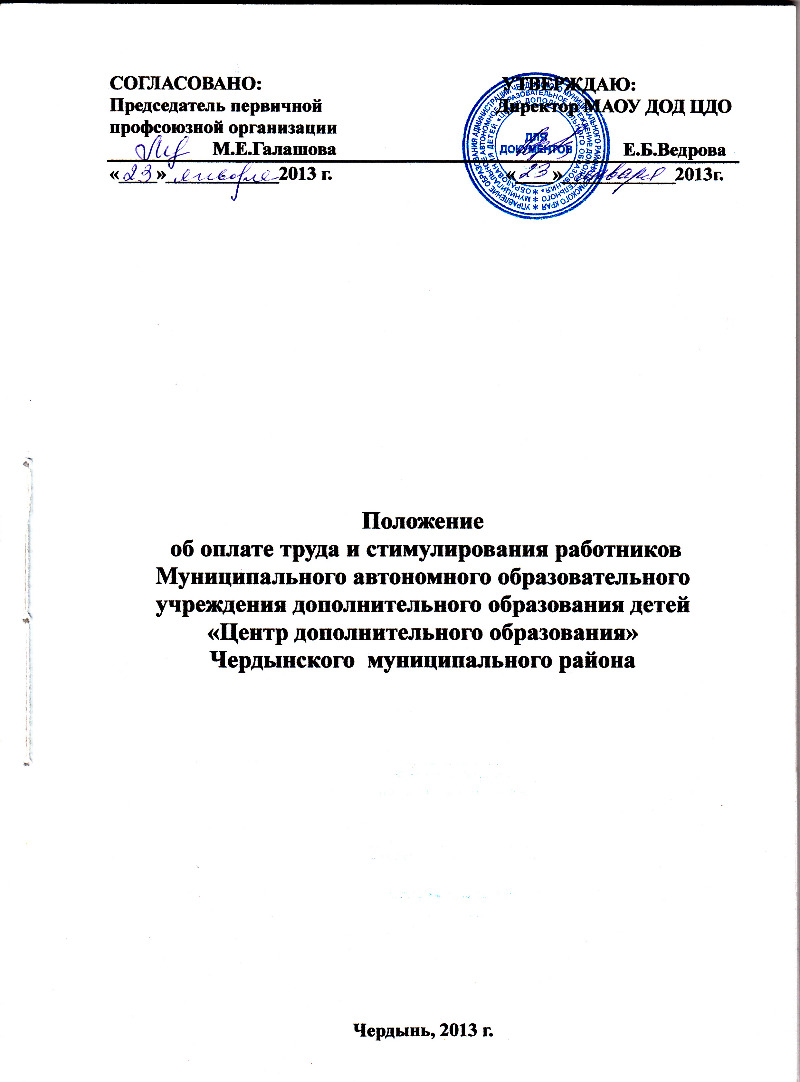 СОГЛАСОВАНО:
Председатель первичной
профсоюзной организации
М.Е.Галашова
«23» января 2013 г.
УТВЕРЖДАЮ:
Директор МАОУ ДОД ЦДО
Е.Б.Ведрова
«23» января 2013г.
ДЛЯ
ДОКУМЕНТОВ
Положение
об оплате труда и стимулирования работников
Муниципального автономного образовательного
учреждения дополнительного образования детей
«Центр дополнительного образования»
Чердынского муниципального района
Чердынь, 2013 г.